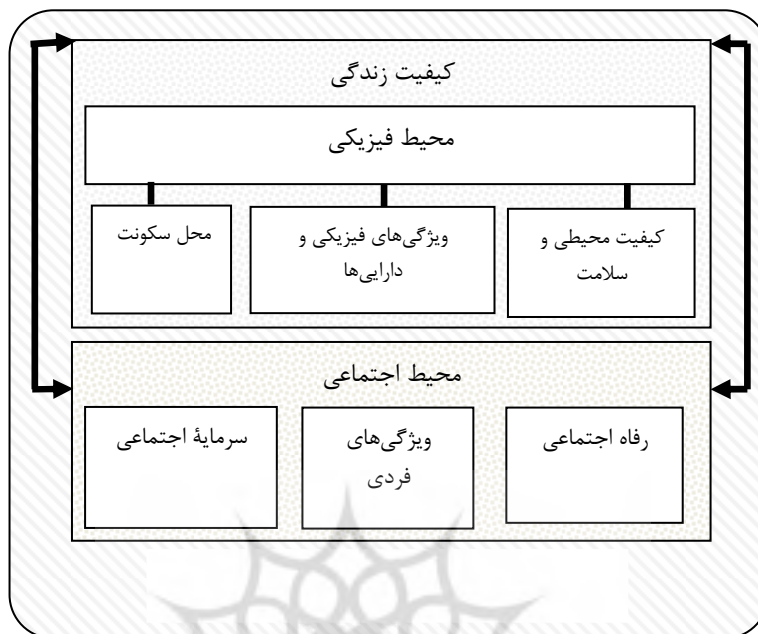 کیفیت زندگی
محیط فیزیکی
کیفیت محیطی و
سلامت
ویژگی‌های فیزیکی و
دارایی‌ها
محل سکونت
محیط اجتماعی
رفاه اجتماعی
ویژگی‌های
فردی
سرمایۀ اجتماعی